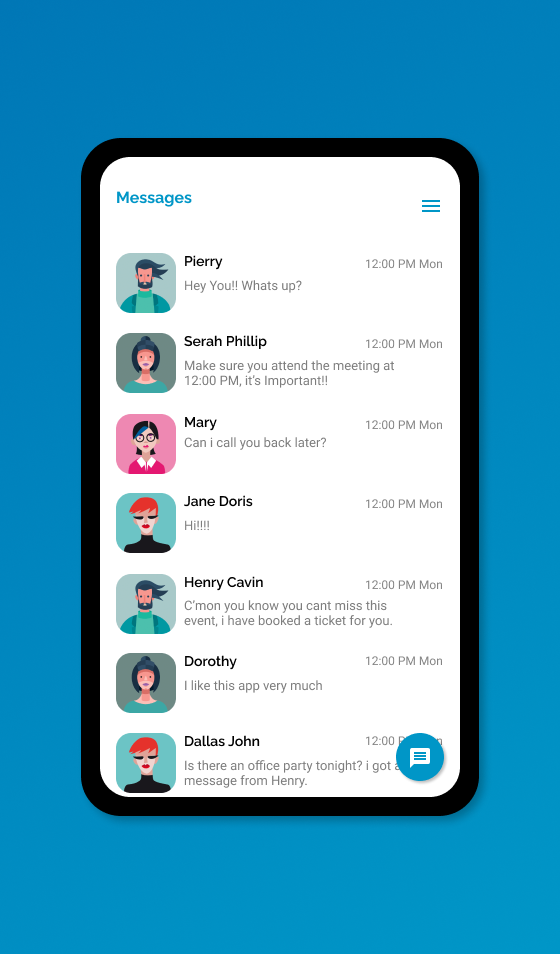 Messages
Pierry
12:00 PM Mon
Hey You!! Whats up?
Serah Phillip
12:00 PM Mon
Make sure you attend the meeting at
12:00 PM, it's Important!!
Mary
12:00 PM Mon
Can i call you back later?
Jane Doris
12:00 PM Mon
Hi!!!!
Henry Cavin
12:00 PM Mon
C'mon you know you cant miss this
event, i have booked a ticket for you.
Dorothy
12:00 PM Mon
I like this app very much
Dallas John
12:00
Is there an office party tonight? i got a
message from Henry.